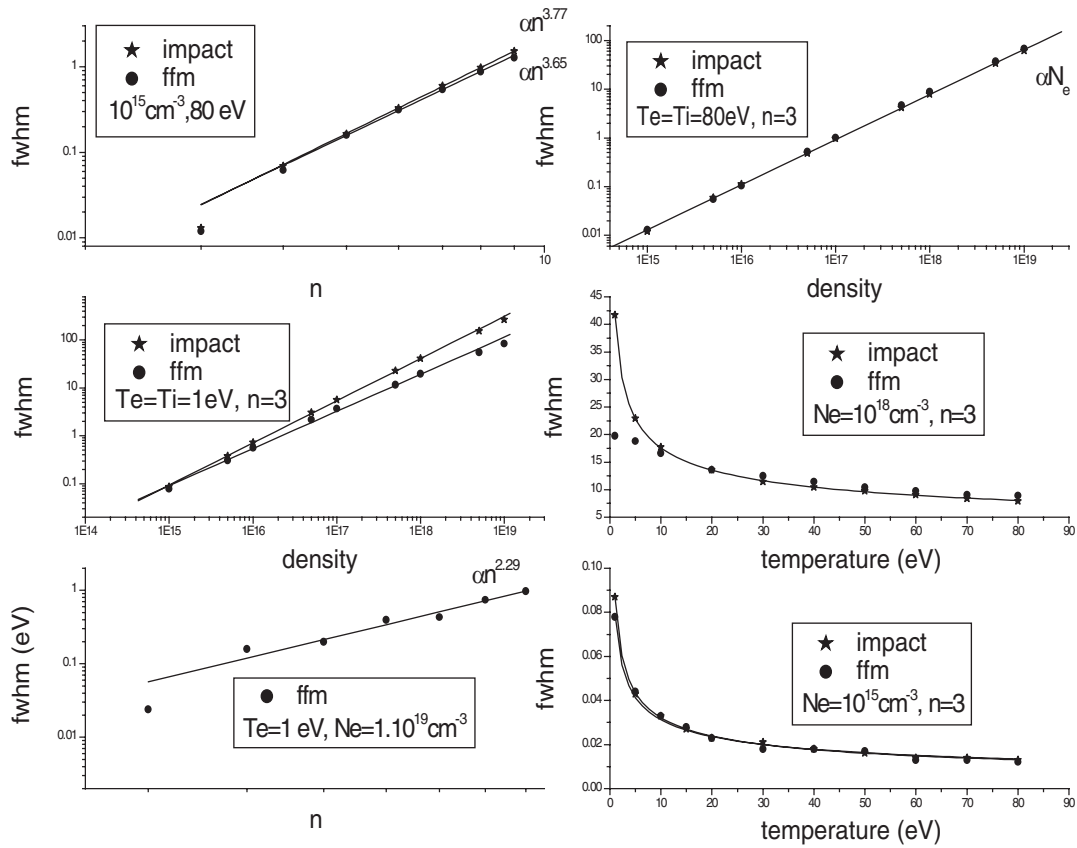 fwhm
1
0.1
0.01
impact
ffm
10^15cm^-3,80 eV
αn^3.77
αn^3.65
10
n
fwhm
100
10
1
0.1
0.01
impact
ffm
Te=Ti=80eV, n=3
αN_e
1E15 1E16 1E17 1E18 1E19
density
fwhm
100
10
1
0.1
impact
ffm
Te=Ti=1eV, n=3
1E14 1E15 1E16 1E17 1E18 1E19
density
fwhm
45
40
35
30
25
20
15
10
5
impact
ffm
Ne=10^18cm^-3, n=3
0 10 20 30 40 50 60 70 80 90
temperature (eV)
fwhm (eV)
1
0.1
0.01
αn^2.29
ffm
Te=1 eV, Ne=1.10^19cm^-3
n
fwhm
0.10
0.08
0.06
0.04
0.02
0.00
impact
ffm
Ne=10^15cm^-3, n=3
0 10 20 30 40 50 60 70 80 90
temperature (eV)